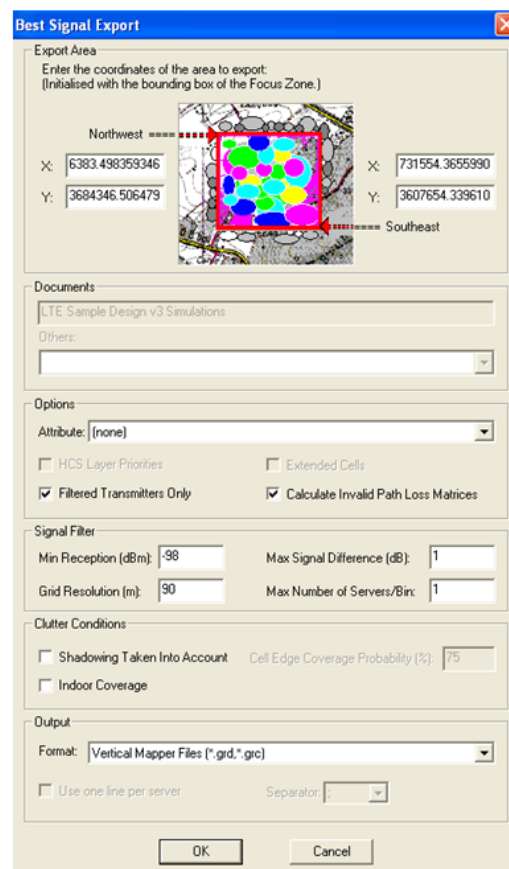 Best Signal Export
Export Area
Enter the coordinates of the area to export:
(Initialised with the bounding box of the Focus Zone.)
Northwest
X: 6383.498359346
Y: 3684346.506479
X: 731554.3655990
Y: 3607654.339610
Southeast
Documents
LTE Sample Design v3 Simulations
Others:
Options
Attribute: (none)
HCS Layer Priorities
Extended Cells
Filtered Transmitters Only
Calculate Invalid Path Loss Matrices
Signal Filter
Min Reception (dBm): -98
Max Signal Difference (dB): 1
Grid Resolution (m): 90
Max Number of Servers/Bin: 1
Clutter Conditions
Shadowing Taken Into Account
Cell Edge Coverage Probability (%): 75
Indoor Coverage
Output
Format: Vertical Mapper Files (*.grd,*.grc)
Use one line per server
Separator: ;
OK
Cancel